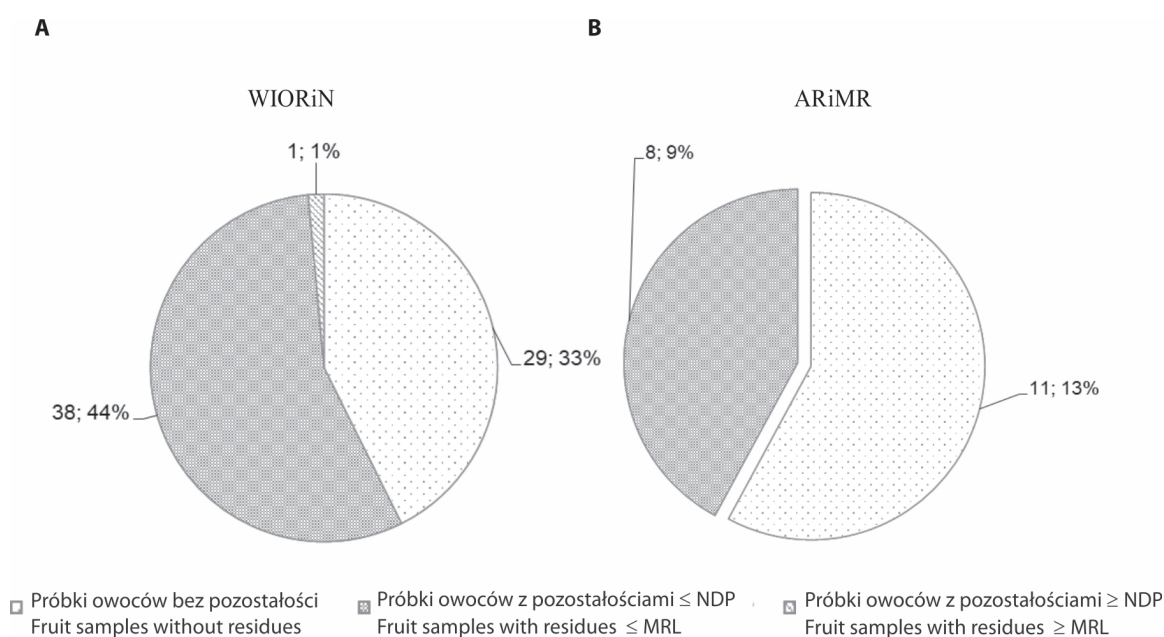 A
B
WIORiN
ARiMR
1; 1%
8; 9%
29; 33%
11; 13%
38; 44%
Próbki owoców bez pozostałości
Fruit samples without residues
Próbki owoców z pozostałościami ≤ NDP
Fruit samples with residues ≤ MRL
Próbki owoców z pozostałościami ≥ NDP
Fruit samples with residues ≥ MRL